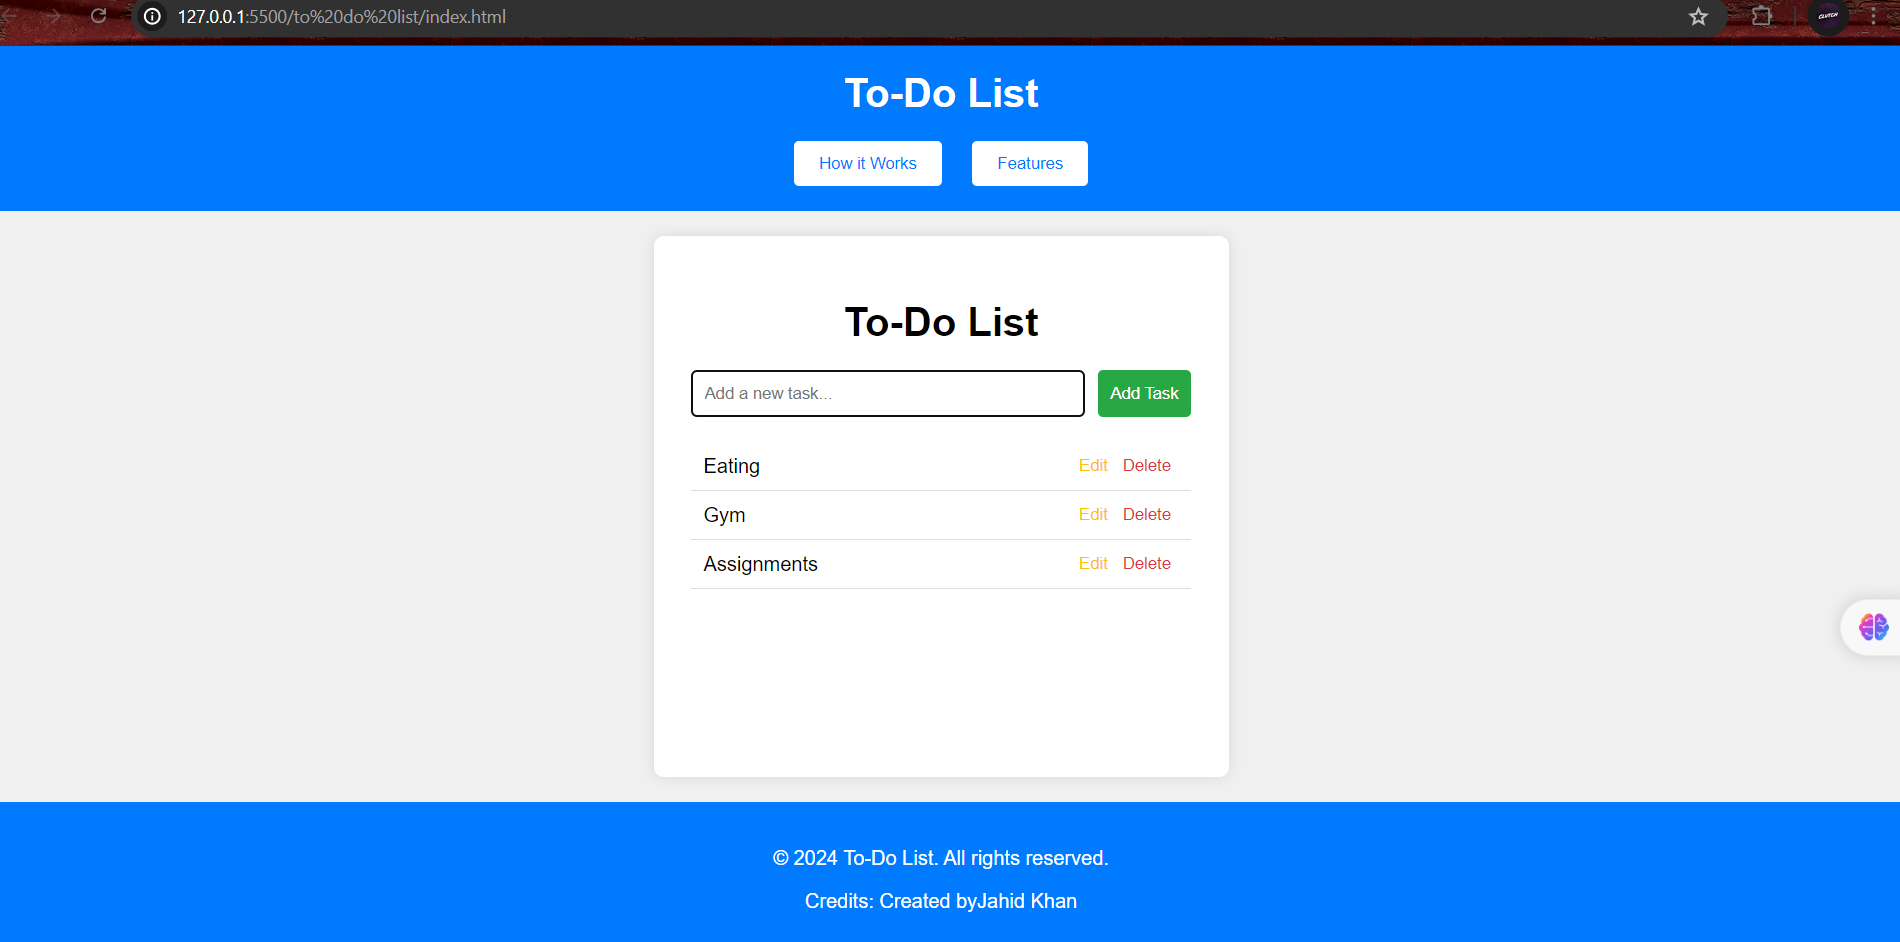 127.0.0.1:5500/to%20do%20list/index.html
CLUTCH
To-Do List
How it Works Features
To-Do List
Add a new task... Add Task
Eating Edit Delete
Gym Edit Delete
Assignments Edit Delete
© 2024 To-Do List. All rights reserved.
Credits: Created byJahid Khan